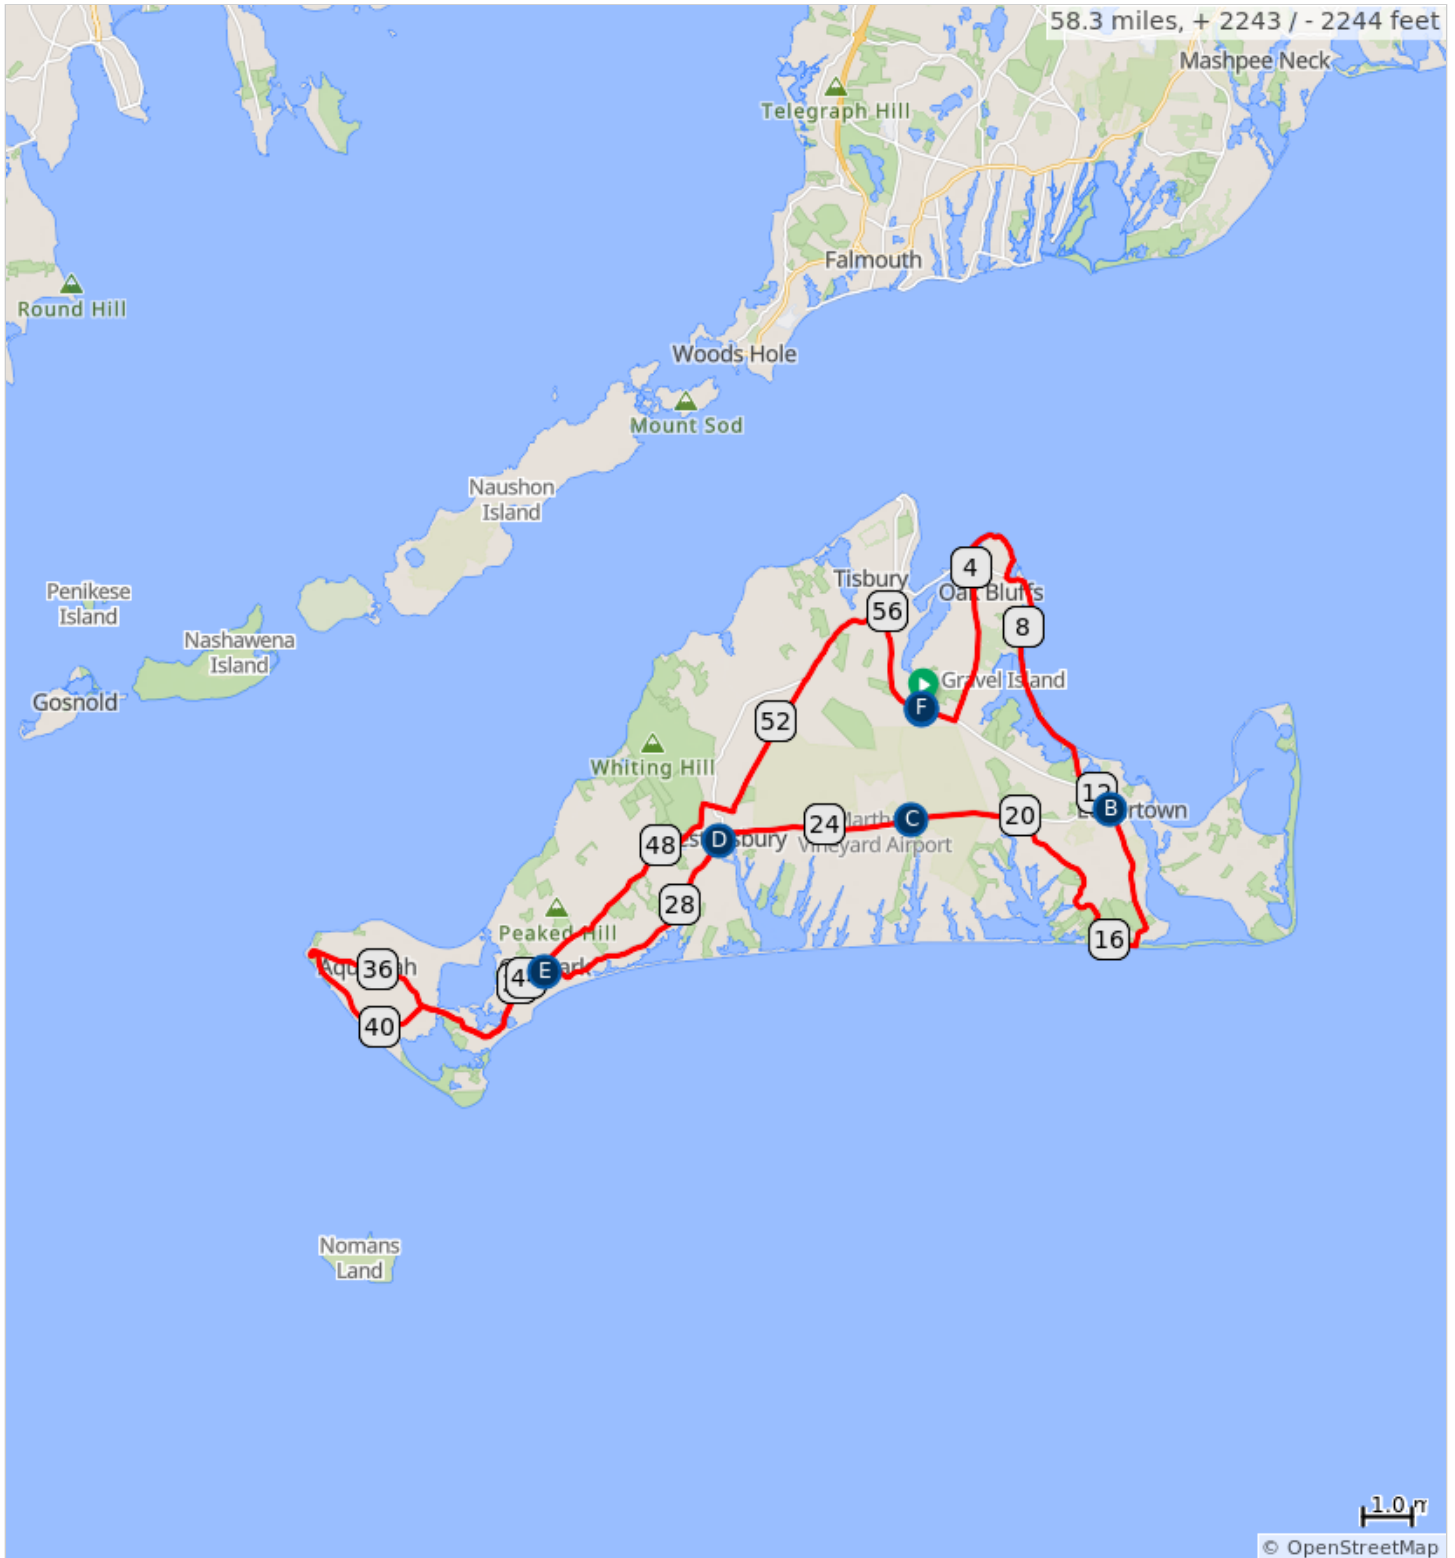 58.3 miles, + 2243 / - 2244 feet
Mashpee Neck
Telegraph Hill
Falmouth
Round Hill
Woods Hole
Mount Sod
Naushon
Island
Penikese
Island
Tisbury
4
Oak Bluffs
56
8
Nashawena
Island
Gravel Island
Gosnold
F
52
Whiting Hill
12
B
C
20
24
D
48
Vineyard Airport
28
Peaked Hill
16
36
E
40
Nomans
Land
© OpenStreetMap